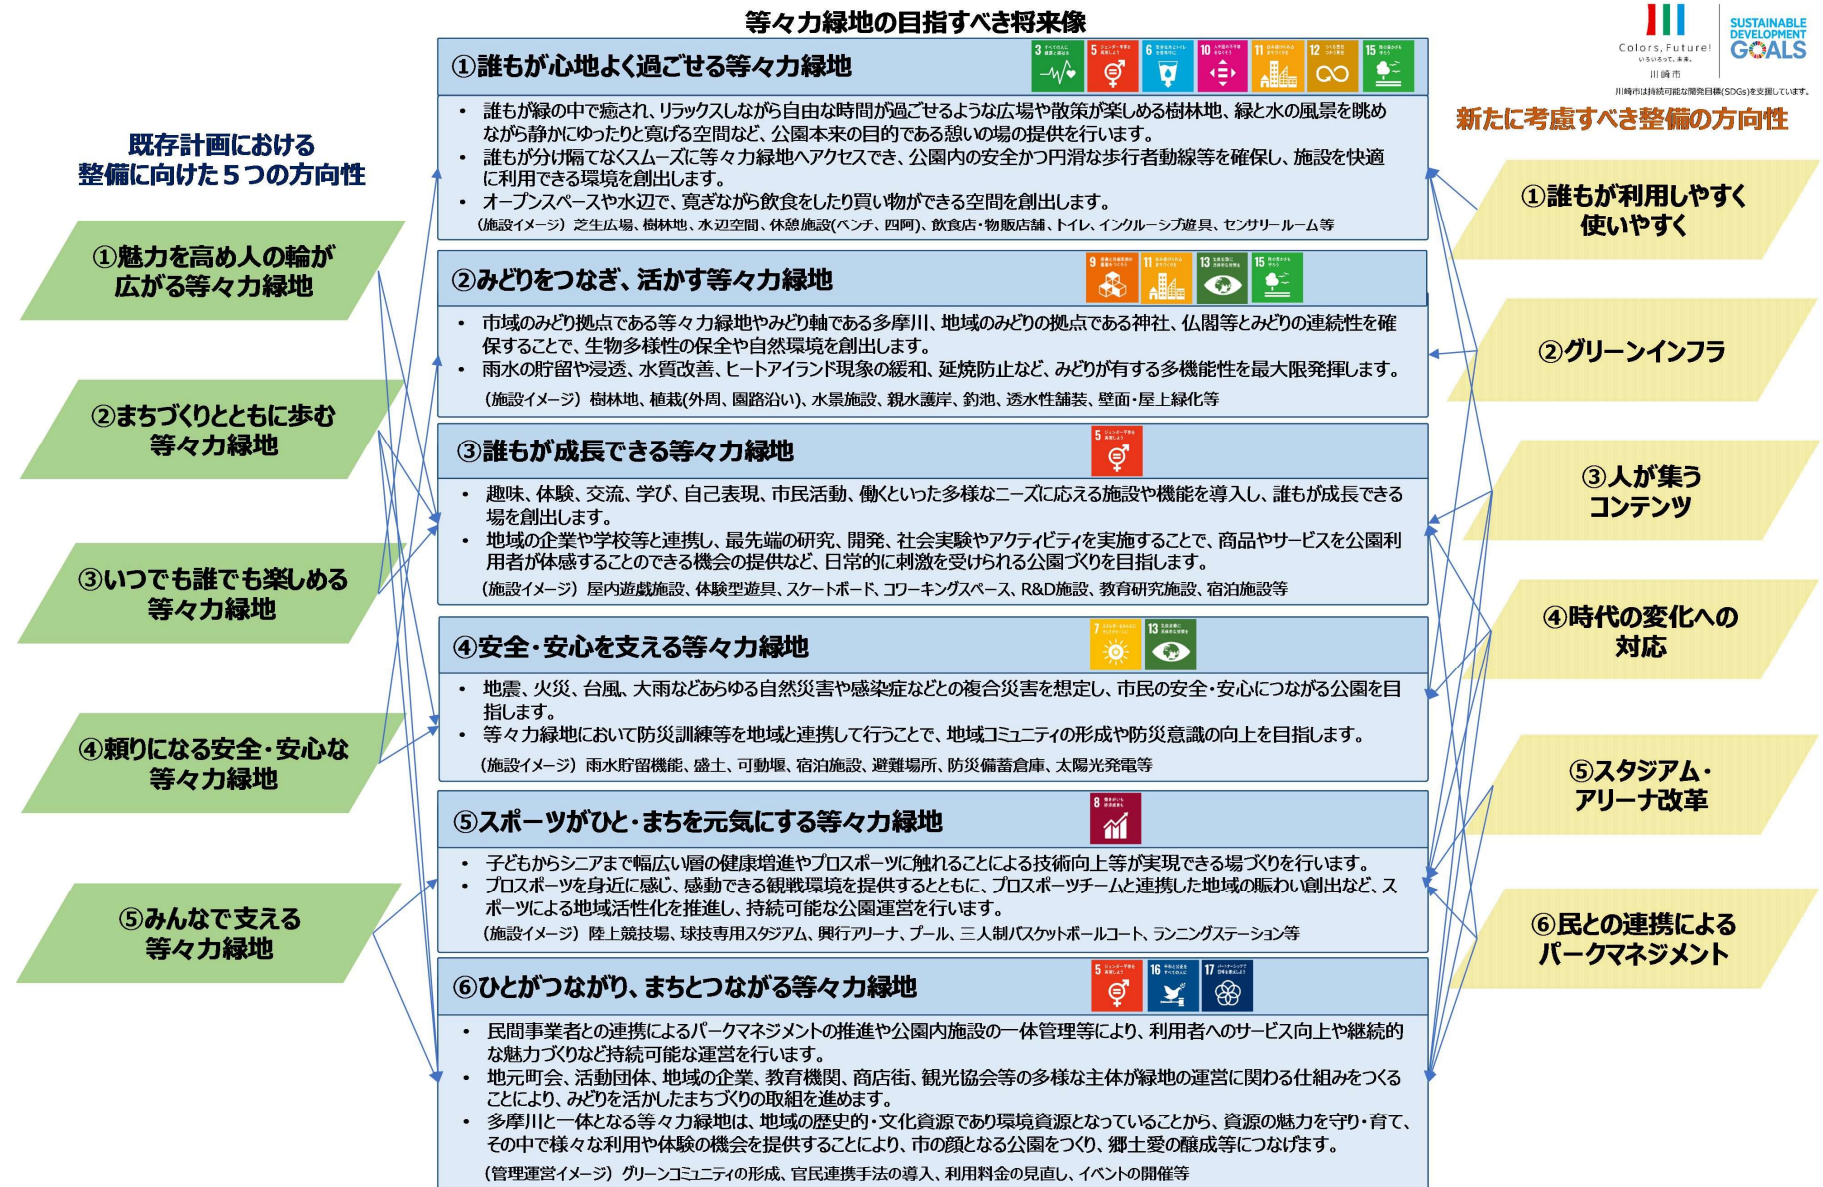 等々力緑地の目指すべき将来像
Colors,Future!
いろいろって、未来。
川崎市
SUSTAINABLE
DEVELOPMENT
GOALS
川崎市は持続可能な開発目標(SDGs)を支援しています。
既存計画における
整備に向けた５つの方向性
①魅力を高め人の輪が
広がる等々力緑地
②まちづくりとともに歩む
等々力緑地
③いつでも誰でも楽しめる
等々力緑地
④頼りになる安全・安心な
等々力緑地
⑤みんなで支える
等々力緑地
①誰もが心地よく過ごせる等々力緑地
3 5 6 10 11 12 15
・ 誰もが緑の中で癒され、リラックスしながら自由な時間が過ごせるような広場や散策が楽しめる樹林地、緑と水の風景を眺め
ながら静かにゆったりと寛げる空間など、公園本来の目的である憩いの場の提供を行います。
・ 誰もが分け隔てなくスムーズに等々力緑地へアクセスでき、公園内の安全かつ円滑な歩行者動線等を確保し、施設を快適
に利用できる環境を創出します。
・ オープンスペースや水辺で、寛ぎながら飲食をしたり買い物ができる空間を創出します。
（施設イメージ）芝生広場、樹林地、水辺空間、休憩施設(ベンチ、四阿)、飲食店・物販店舗、トイレ、インクルーシブ遊具、センサリールーム等
②みどりをつなぎ、活かす等々力緑地
9 11 13 15
・ 市域のみどり拠点である等々力緑地やみどり軸である多摩川、地域のみどりの拠点である神社、仏閣等とみどりの連続性を確
保することで、生物多様性の保全や自然環境を創出します。
・ 雨水の貯留や浸透、水質改善、ヒートアイランド現象の緩和、延焼防止など、みどりが有する多機能性を最大限発揮します。
（施設イメージ）樹林地、植栽(外周、園路沿い)、水景施設、親水護岸、釣池、透水性舗装、壁面・屋上緑化等
③誰もが成長できる等々力緑地
5
・ 趣味、体験、交流、学び、自己表現、市民活動、働くといった多様なニーズに応える施設や機能を導入し、誰もが成長できる
場を創出します。
・ 地域の企業や学校等と連携し、最先端の研究、開発、社会実験やアクティビティを実施することで、商品やサービスを公園利
用者が体感することのできる機会の提供など、日常的に刺激を受けられる公園づくりを目指します。
（施設イメージ）屋内遊戯施設、体験型遊具、スケートボード、コワーキングスペース、R&D施設、教育研究施設、宿泊施設等
④安全・安心を支える等々力緑地
7 13
・ 地震、火災、台風、大雨などあらゆる自然災害や感染症などとの複合災害を想定し、市民の安全・安心につながる公園を目
指します。
・ 等々力緑地において防災訓練等を地域と連携して行うことで、地域コミュニティの形成や防災意識の向上を目指します。
（施設イメージ）雨水貯留機能、盛土、可動堰、宿泊施設、避難場所、防災備蓄倉庫、太陽光発電等
⑤スポーツがひと・まちを元気にする等々力緑地
8
・ 子どもからシニアまで幅広い層の健康増進やプロスポーツに触れることによる技術向上等が実現できる場づくりを行います。
・ プロスポーツを身近に感じ、感動できる観戦環境を提供するとともに、プロスポーツチームと連携した地域の賑わい創出など、ス
ポーツによる地域活性化を推進し、持続可能な公園運営を行います。
（施設イメージ）陸上競技場、球技専用スタジアム、興行アリーナ、プール、三人制バスケットボールコート、ランニングステーション等
⑥ひとがつながり、まちとつながる等々力緑地
5 16 17
・ 民間事業者との連携によるパークマネジメントの推進や公園内施設の一体管理等により、利用者へのサービス向上や継続的
な魅力づくりなど持続可能な運営を行います。
・ 地元町会、活動団体、地域の企業、教育機関、商店街、観光協会等の多様な主体が緑地の運営に関わる仕組みをつくる
ことにより、みどりを活かしたまちづくりの取組を進めます。
・ 多摩川と一体となる等々力緑地は、地域の歴史的・文化資源であり環境資源となっていることから、資源の魅力を守り・育て、
その中で様々な利用や体験の機会を提供することにより、市の顔となる公園をつくり、郷土愛の醸成等につなげます。
（管理運営イメージ）グリーンコミュニティの形成、官民連携手法の導入、利用料金の見直し、イベントの開催等
新たに考慮すべき整備の方向性
①誰もが利用しやすく
使いやすく
②グリーンインフラ
③人が集う
コンテンツ
④時代の変化への
対応
⑤スタジアム・
アリーナ改革
⑥民との連携による
パークマネジメント